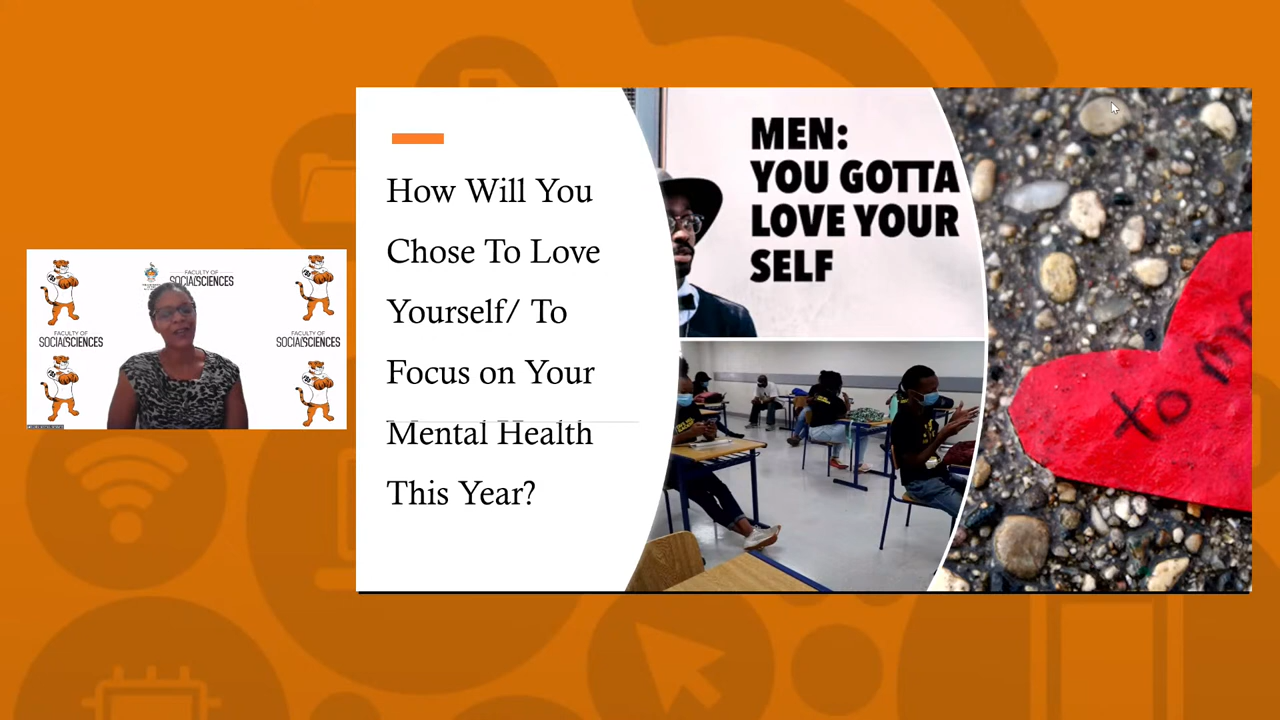 How Will You
Chose To Love
Yourself/ To
Focus on Your
Mental Health
This Year?
MEN:
YOU GOTTA
LOVE YOUR
SELF
to
FACULTY OF
SOCIALSCIENCES
FACULTY OF
SOCIALSCIENCES
FACULTY OF
SOCIALSCIENCES